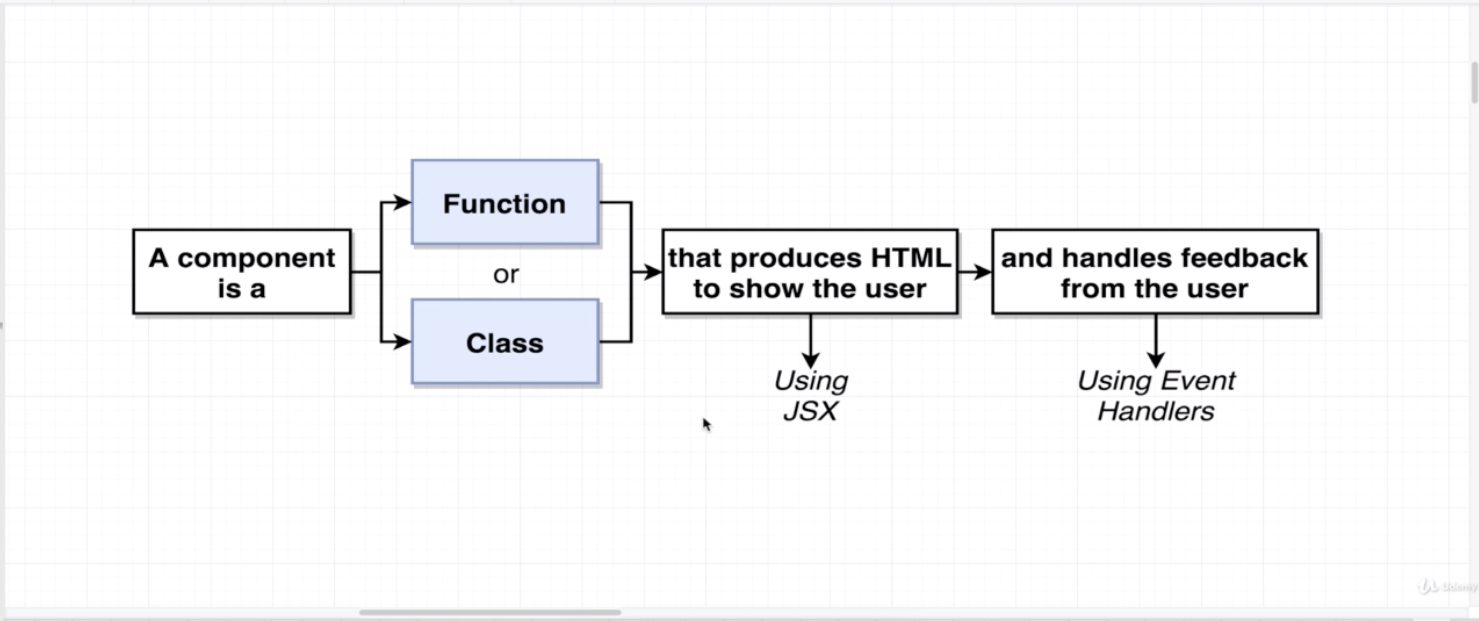 A component
is a
Function
or
Class
that produces HTML
to show the user
Using
JSX
and handles feedback
from the user
Using Event
Handlers
Udemy